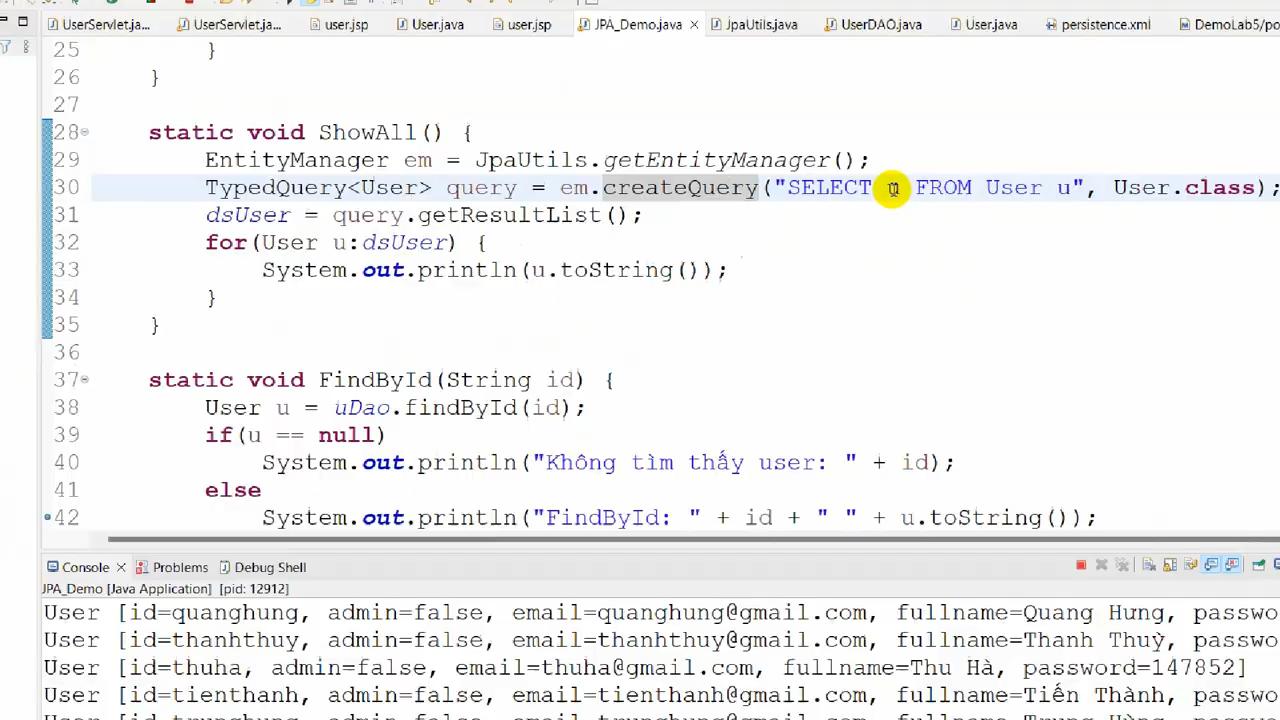 UserServlet.ja... UserServlet.ja... user.jsp User.java user.jsp JPA_Demo.java JpaUtils.java UserDAO.java User.java persistence.xml DemoLab5/po
25 }
26 }
27
28 static void ShowAll() {
29 EntityManager em = JpaUtils.getEntityManager();
30 TypedQuery<User> query = em.createQuery("SELECT u FROM User u", User.class);
31 dsUser = query.getResultList();
32 for(User u:dsUser) {
33 System.out.println(u.toString());
34 }
35 }
36
37 static void FindById(String id) {
38 User u = uDao.findById(id);
39 if(u == null)
40 System.out.println("Không tìm thấy user: " + id);
41 else
42 System.out.println("FindById: " + id + " " + u.toString());
Console Problems Debug Shell
JPA_Demo [Java Application] [pid: 12912]
User [id=quanghung, admin=false, email=quanghung@gmail.com, fullname=Quang Hưng, passwo
User [id=thanhthuy, admin=false, email=thanhthuy@gmail.com, fullname=Thanh Thuỳ, passwo
User [id=thuha, admin=false, email=thuha@gmail.com, fullname=Thu Hà, password=147852]
User [id=tienthanh, admin=false, email=tienthanh@gmail.com, fullname=Tiến Thành, passwo